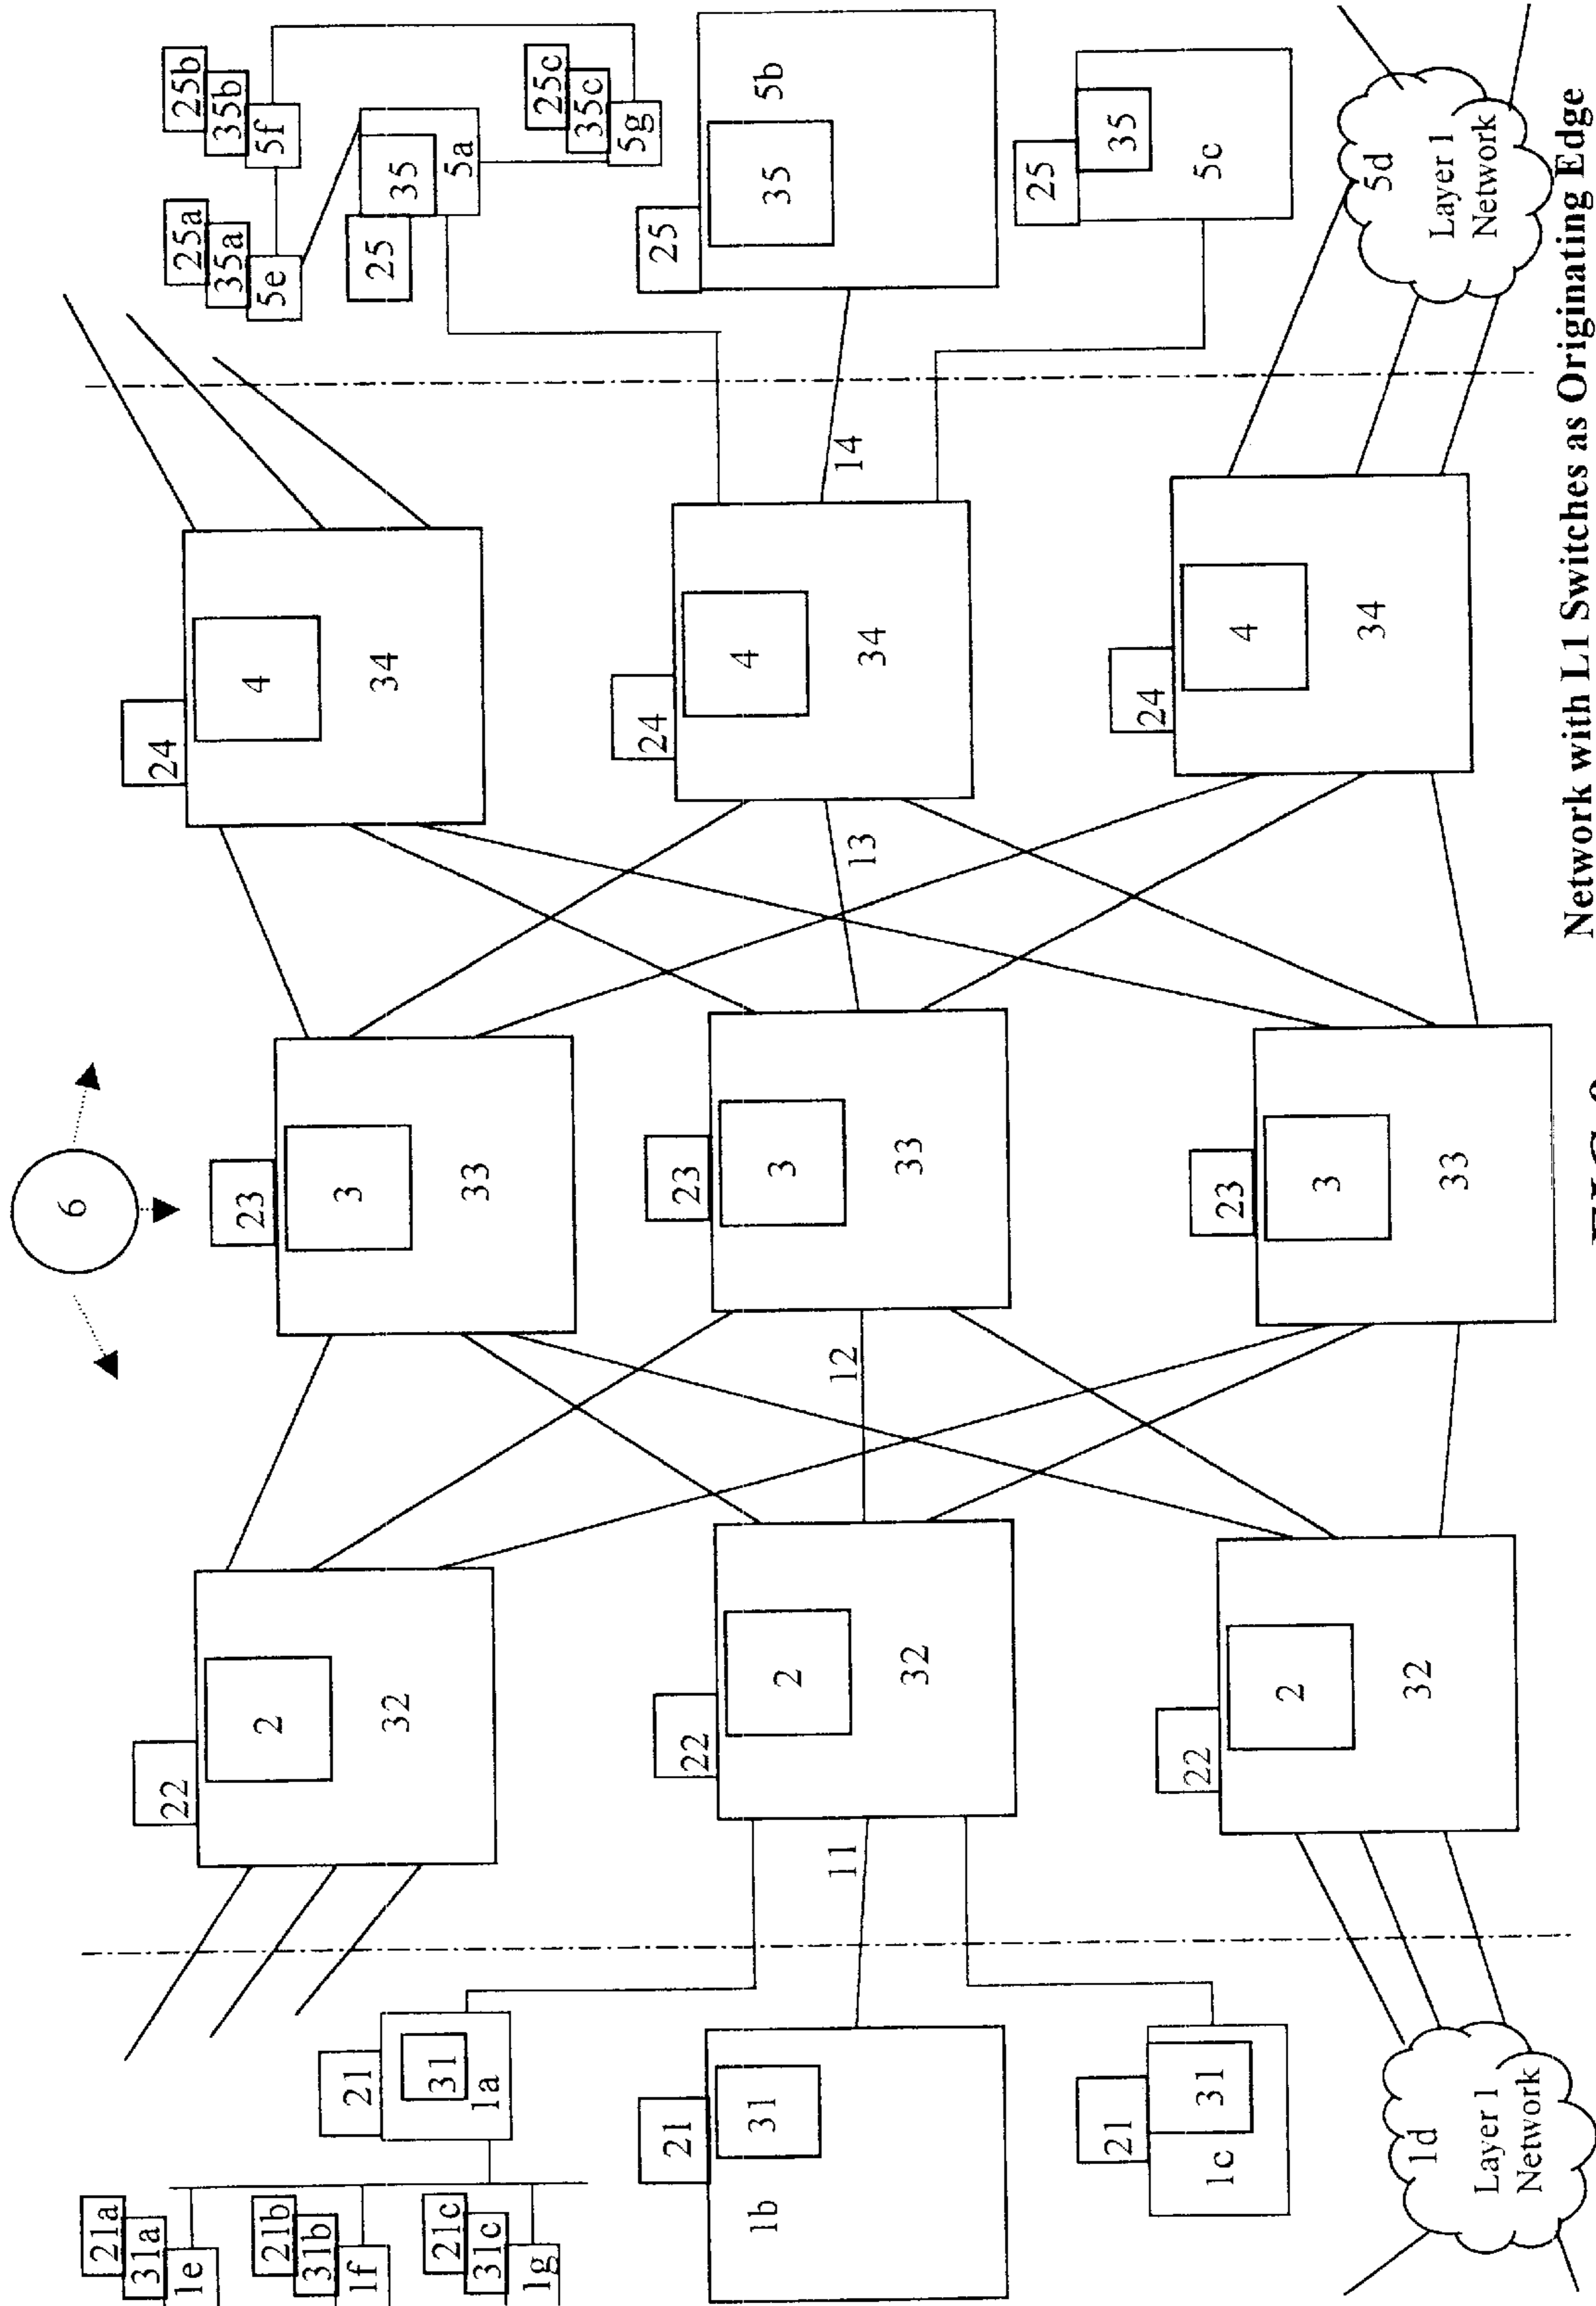 6
21a
31a
1e
21b
31b
1f
21c
31c
1g
21
31
1a
21
31
1b
21
31
1c
1d
Layer 1
Network
11
22
2
32
22
2
32
22
2
32
12
23
3
33
23
3
33
23
3
33
13
24
4
34
24
4
34
24
4
34
14
25a
35a
5e
25b
35b
5f
25
35
5a
25c
35c
5g
25
35
5b
25
35
5c
5d
Layer 1
Network
Network with L1 Switches as Originating Edge